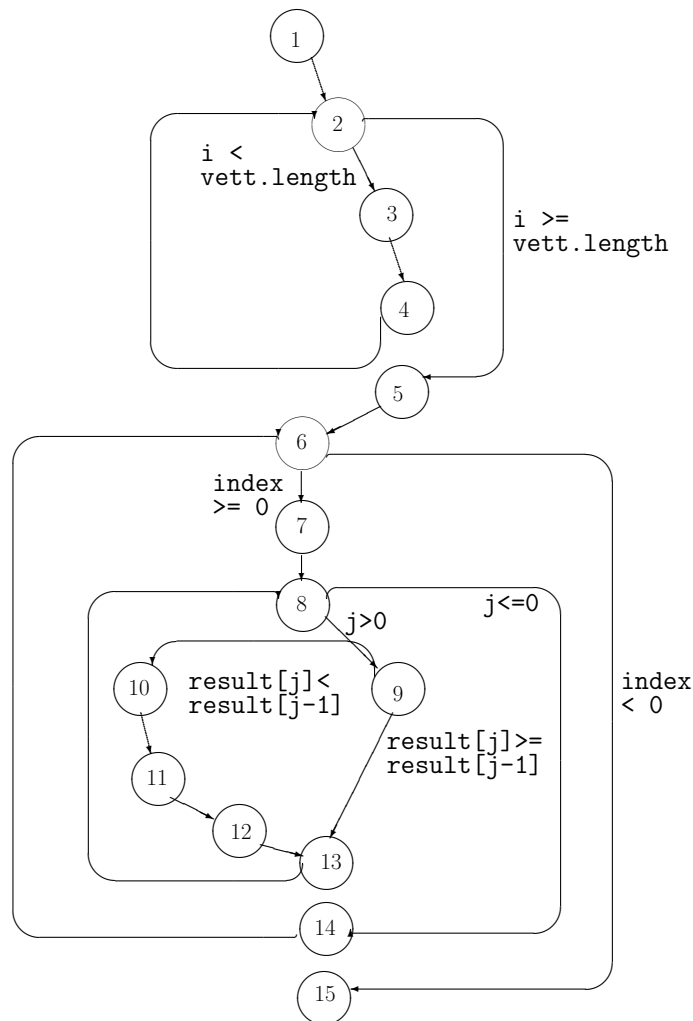 1
2
i <
vett.length
3
i >=
vett.length
4
5
6
index
>= 0
7
8
j<=0
j>0
10
result[j]<
result[j-1]
9
index
< 0
result[j]>=
result[j-1]
11
12
13
14
15